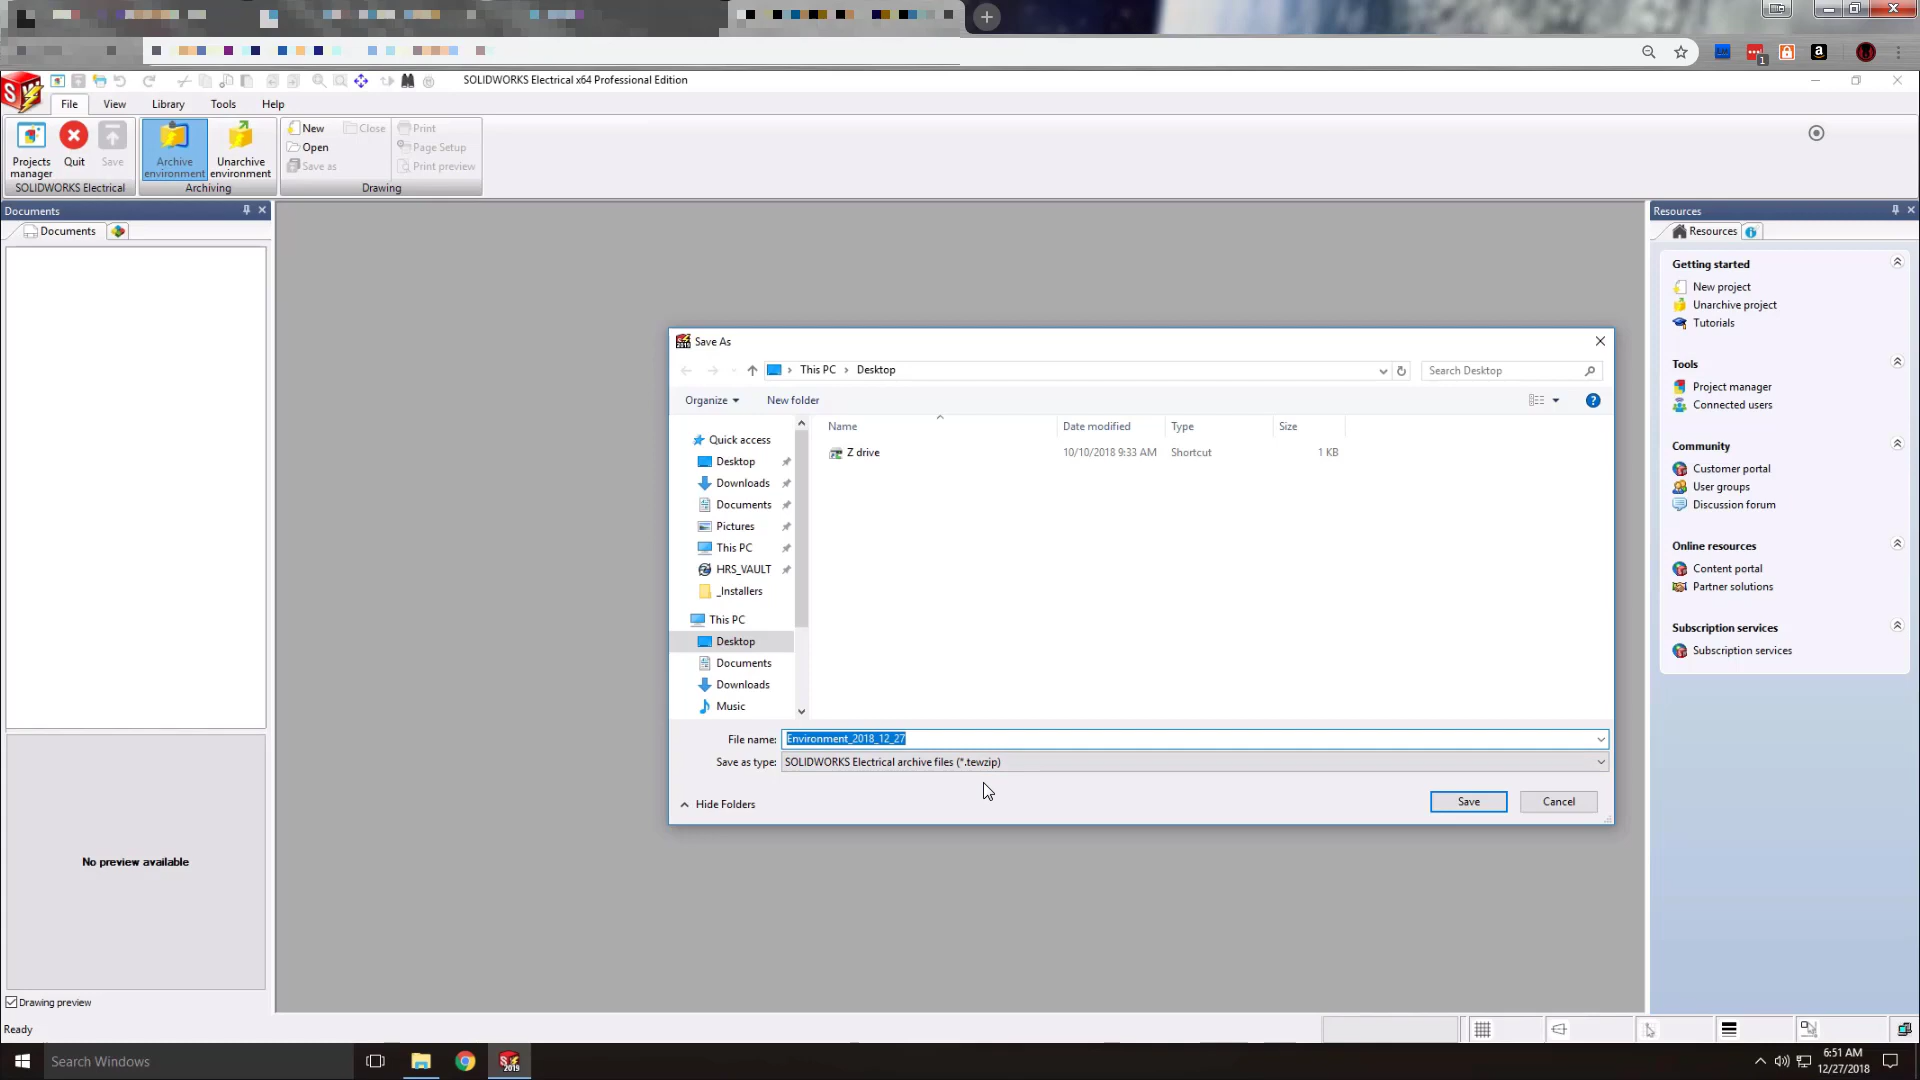 SOLIDWORKS Electrical x64 Professional Edition
File View Library Tools Help
Projects manager
Quit
Save
Archive environment
Unarchive environment
New
Close
Open
Save as
Print
Page Setup
Print preview
SOLIDWORKS Electrical
Archiving
Drawing
Documents
Documents
No preview available
Drawing preview
Ready
Save As
This PC > Desktop
Search Desktop
Organize
New folder
Quick access
Desktop
Downloads
Documents
Pictures
This PC
HRS_VAULT
_Installers
This PC
Desktop
Documents
Downloads
Music
Name Date modified Type Size
Z drive 10/10/2018 9:33 AM Shortcut 1 KB
File name: Environment_2018_12_27
Save as type: SOLIDWORKS Electrical archive files (*.tewzip)
Hide Folders
Save
Cancel
Resources
Resources
Getting started
New project
Unarchive project
Tutorials
Tools
Project manager
Connected users
Community
Customer portal
User groups
Discussion forum
Online resources
Content portal
Partner solutions
Subscription services
Subscription services
Search Windows
2019
6:51 AM
12/27/2018